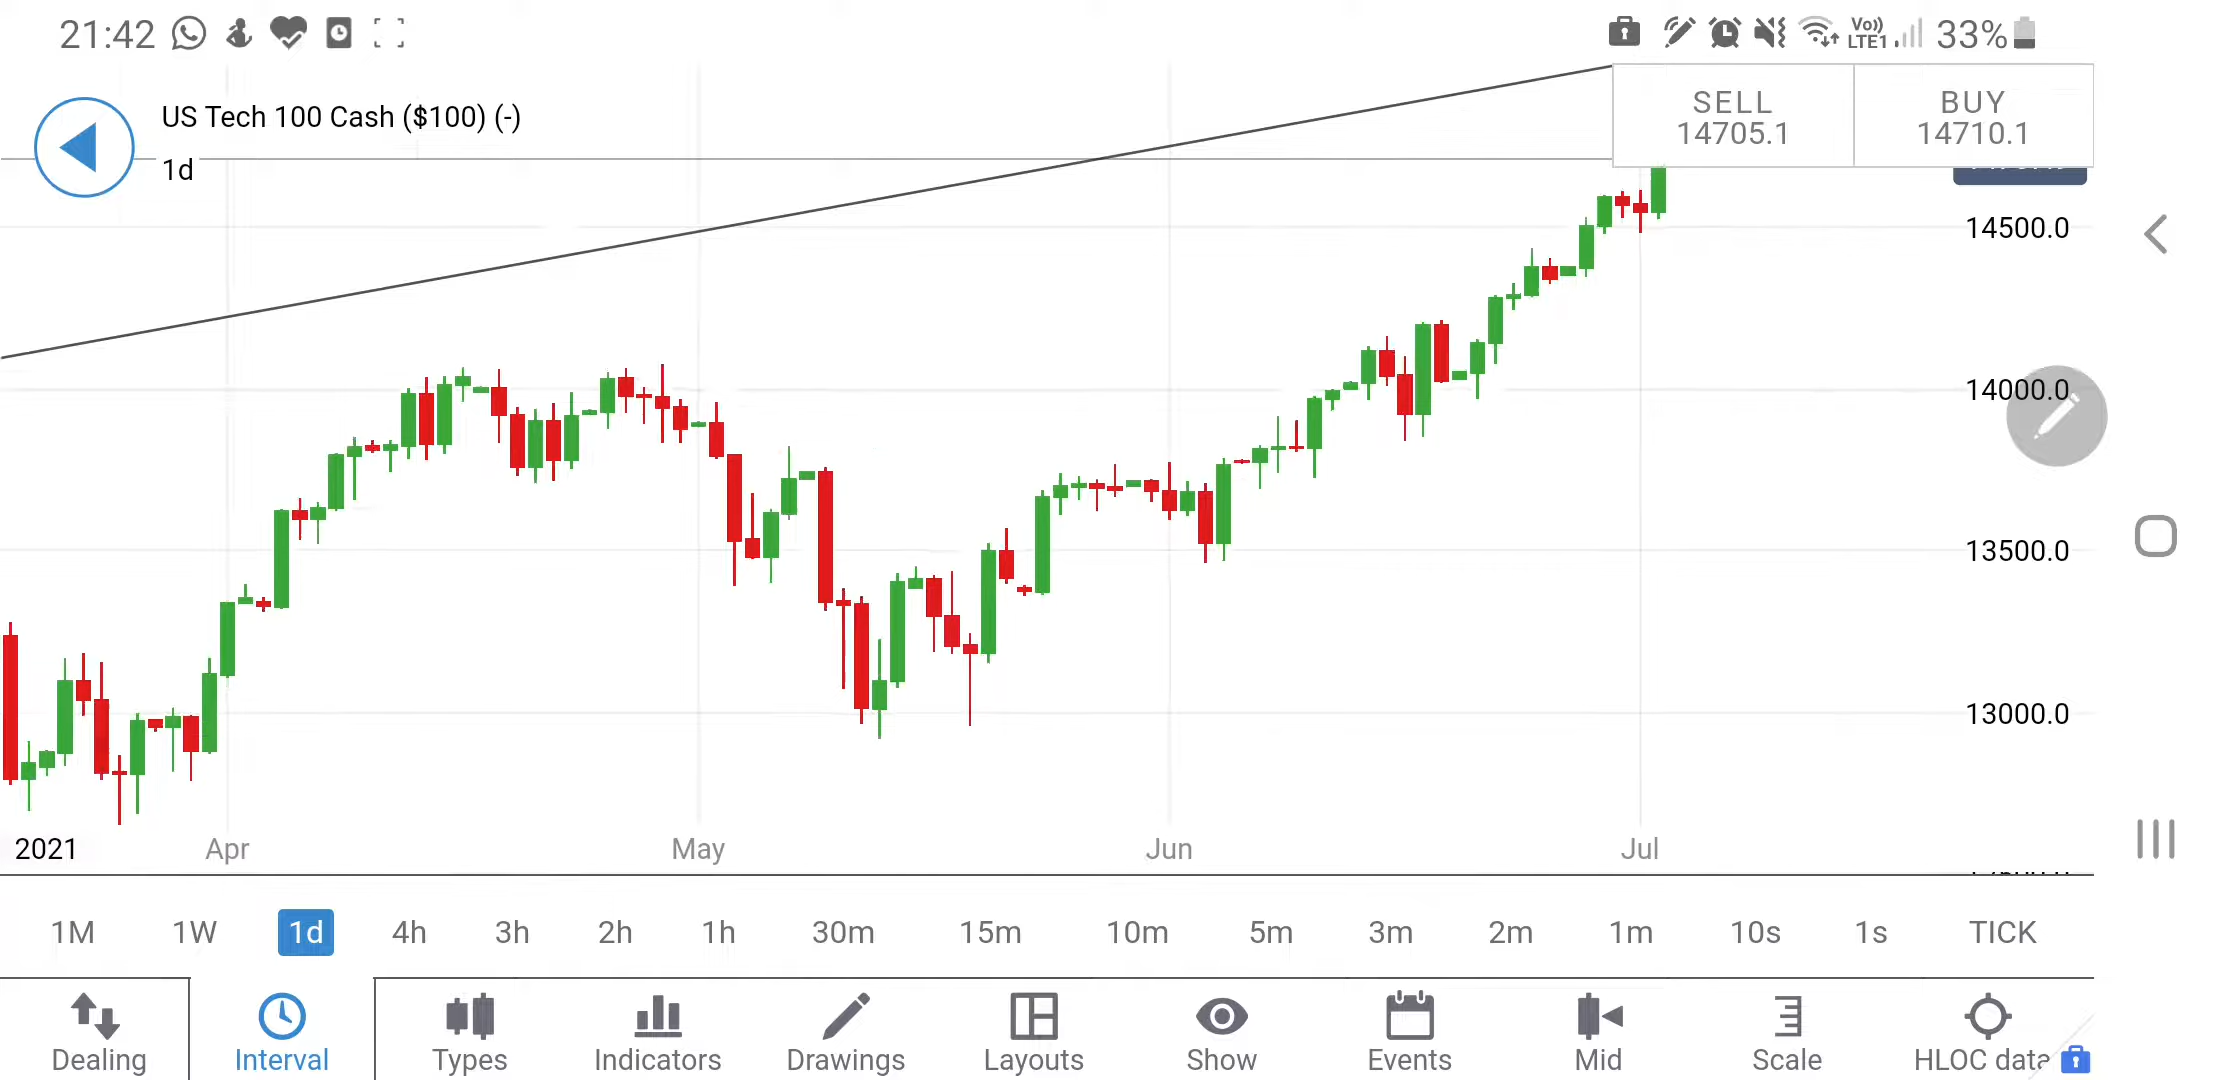 21:42
Vo))
LTE1
33%
US Tech 100 Cash ($100) (-)
1d
SELL
14705.1
BUY
14710.1
14500.0
14000.0
13500.0
13000.0
2021
Apr
May
Jun
Jul
1M 1W 1d 4h 3h 2h 1h 30m 15m 10m 5m 3m 2m 1m 10s 1s TICK
Dealing Interval Types Indicators Drawings Layouts Show Events Mid Scale HLOC data